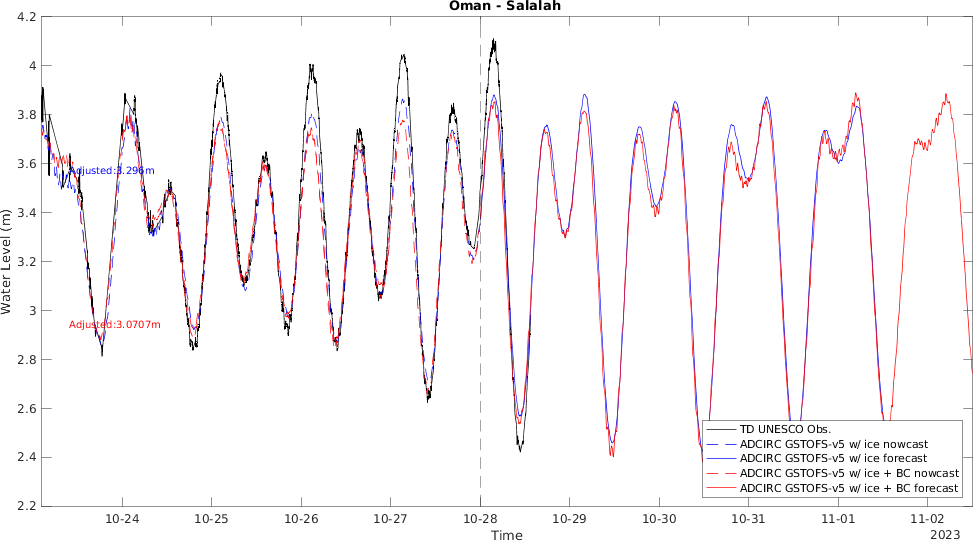 Oman - Salalah
4.2
4
3.8
3.6
3.4
3.2
3
2.8
2.6
2.4
2.2
Water Level (m)
Adjusted:3.296m
Adjusted:3.0707m
TD UNESCO Obs.
ADCIRC GSTOFS-v5 w/ ice nowcast
ADCIRC GSTOFS-v5 w/ ice forecast
ADCIRC GSTOFS-v5 w/ ice + BC nowcast
ADCIRC GSTOFS-v5 w/ ice + BC forecast
10-24 10-25 10-26 10-27 10-28 10-29 10-30 10-31 11-01 11-02
Time
2023